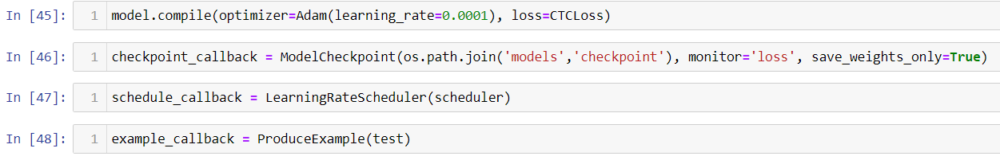 In [45]: 1 model.compile(optimizer=Adam(learning_rate=0.0001), loss=CTCLoss)
In [46]: 1 checkpoint_callback = ModelCheckpoint(os.path.join('models','checkpoint'), monitor='loss', save_weights_only=True)
In [47]: 1 schedule_callback = LearningRateScheduler(scheduler)
In [48]: 1 example_callback = ProduceExample(test)